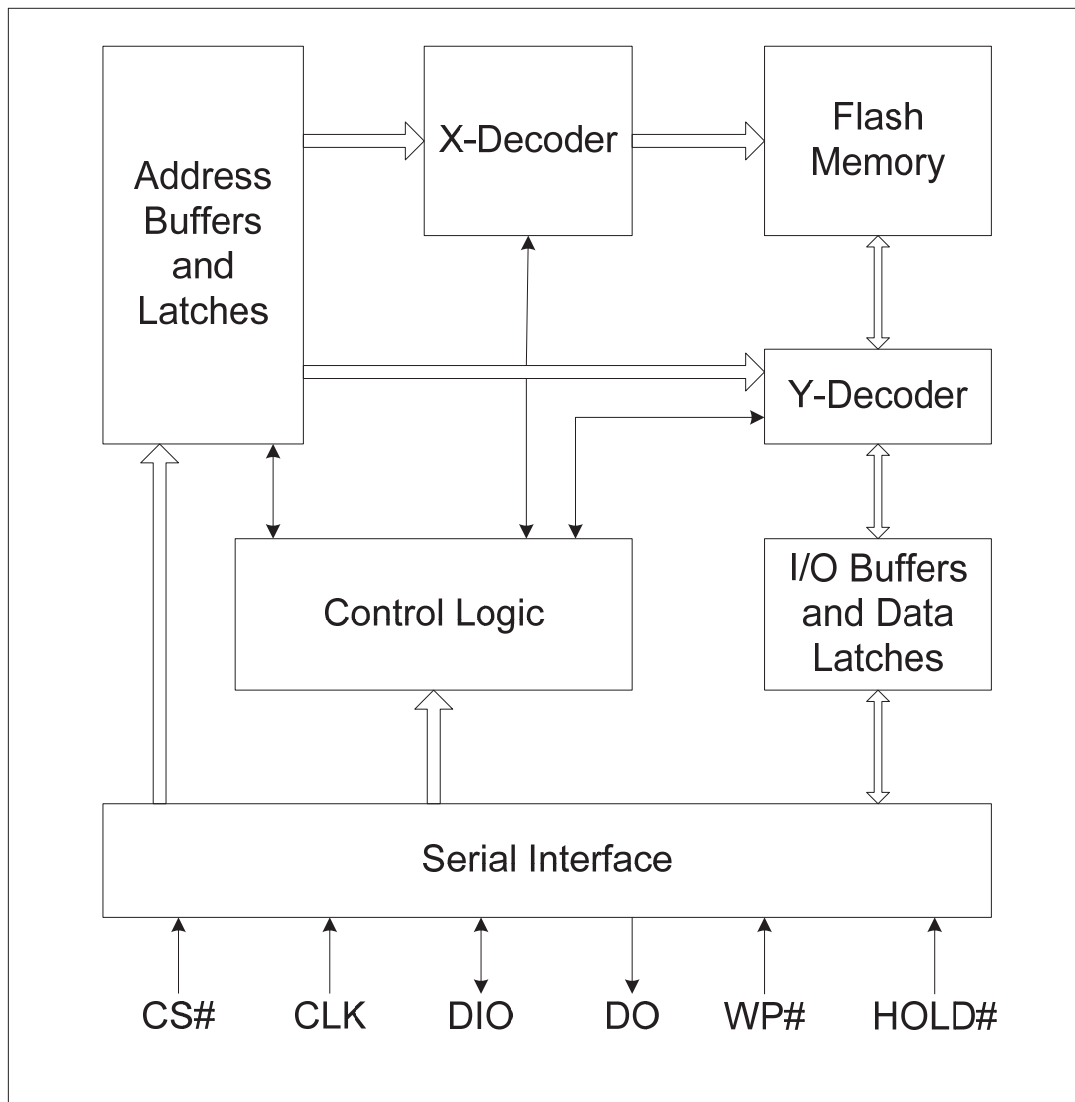 Address
Buffers
and
Latches
X-Decoder
Flash
Memory
Y-Decoder
Control Logic
I/O Buffers
and Data
Latches
Serial Interface
CS#
CLK
DIO
DO
WP#
HOLD#